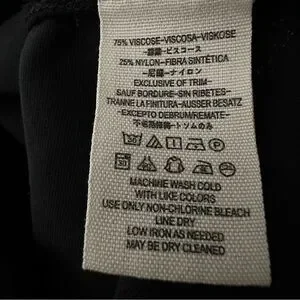 75% VISCOSE-VISCOSA-VISKOSE
25% NYLON-FIBRA SINTÉTICA
EXCLUSIVE OF TRIM-
SAUF BORDURE-SIN RIBETES-
TRANNE LA FINITURA-AUSSER BESATZ
-EXCEPTO DEBRUM/REMATE-
MACHINE WASH COLD
WITH LIKE COLORS
USE ONLY NON-CHLORINE BLEACH
LINE DRY
LOW IRON AS NEEDED
MAY BE DRY CLEANED